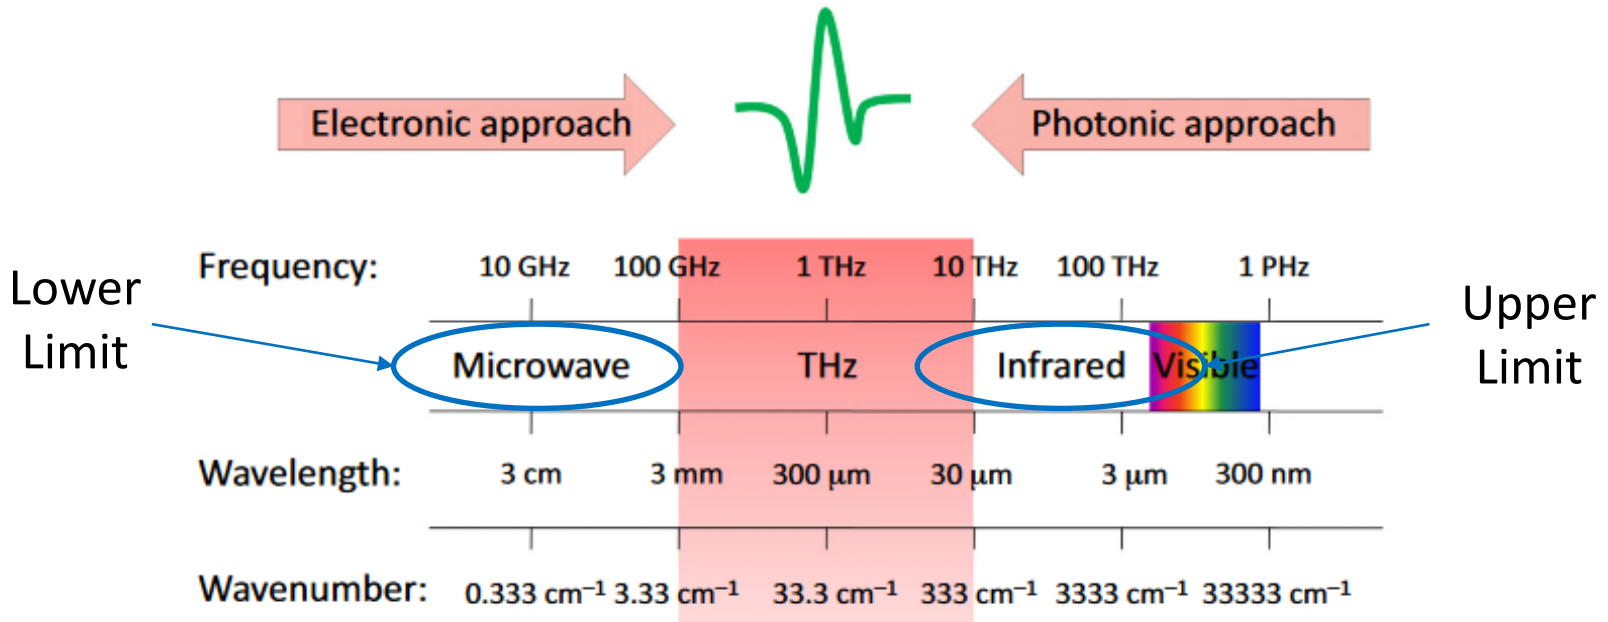 Electronic approach
Photonic approach
Lower
Limit
Upper
Limit
Frequency: 10 GHz 100 GHz 1 THz 10 THz 100 THz 1 PHz
Microwave THz Infrared Visible
Wavelength: 3 cm 3 mm 300 µm 30 µm 3 µm 300 nm
Wavenumber: 0.333 cm⁻¹ 3.33 cm⁻¹ 33.3 cm⁻¹ 333 cm⁻¹ 3333 cm⁻¹ 33333 cm⁻¹